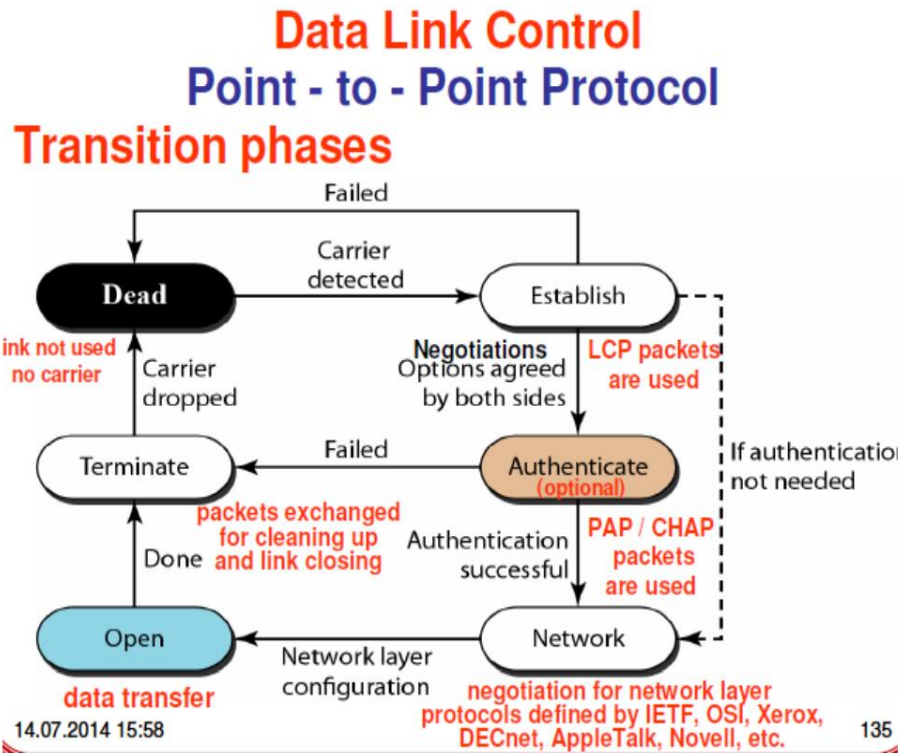 Data Link Control
Point - to - Point Protocol
Transition phases
Failed
Carrier
detected
Dead
Establish
ink not used
no carrier
Carrier
dropped
Negotiations
Options agreed
by both sides
LCP packets
are used
Terminate
Failed
Authenticate
(optional)
If authentication
not needed
packets exchanged
for cleaning up
and link closing
Done
Authentication
successful
PAP / CHAP
packets
are used
Open
Network layer
configuration
Network
data transfer
negotiation for network layer
protocols defined by IETF, OSI, Xerox,
DECnet, AppleTalk, Novell, etc.
14.07.2014 15:58
135